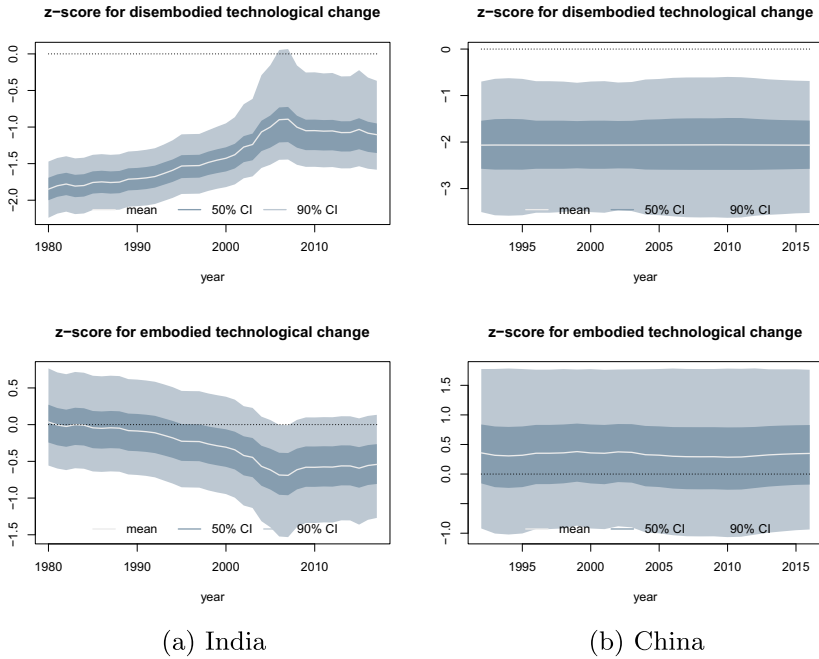 z−score for disembodied technological change
0.0
−0.5
−1.0
−1.5
−2.0
mean 50% CI 90% CI
1980 1990 2000 2010
year
z−score for disembodied technological change
0
−1
−2
−3
mean 50% CI 90% CI
1995 2000 2005 2010 2015
year
z−score for embodied technological change
0.5
0.0
−0.5
−1.0
−1.5
mean 50% CI 90% CI
1980 1990 2000 2010
year
z−score for embodied technological change
1.5
1.0
0.5
0.0
−1.0
mean 50% CI 90% CI
1995 2000 2005 2010 2015
year
(a) India
(b) China